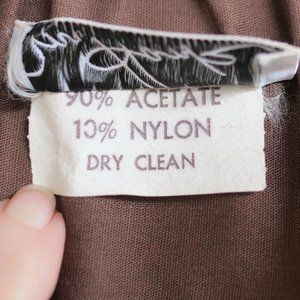 90% ACETATE
10% NYLON
DRY CLEAN